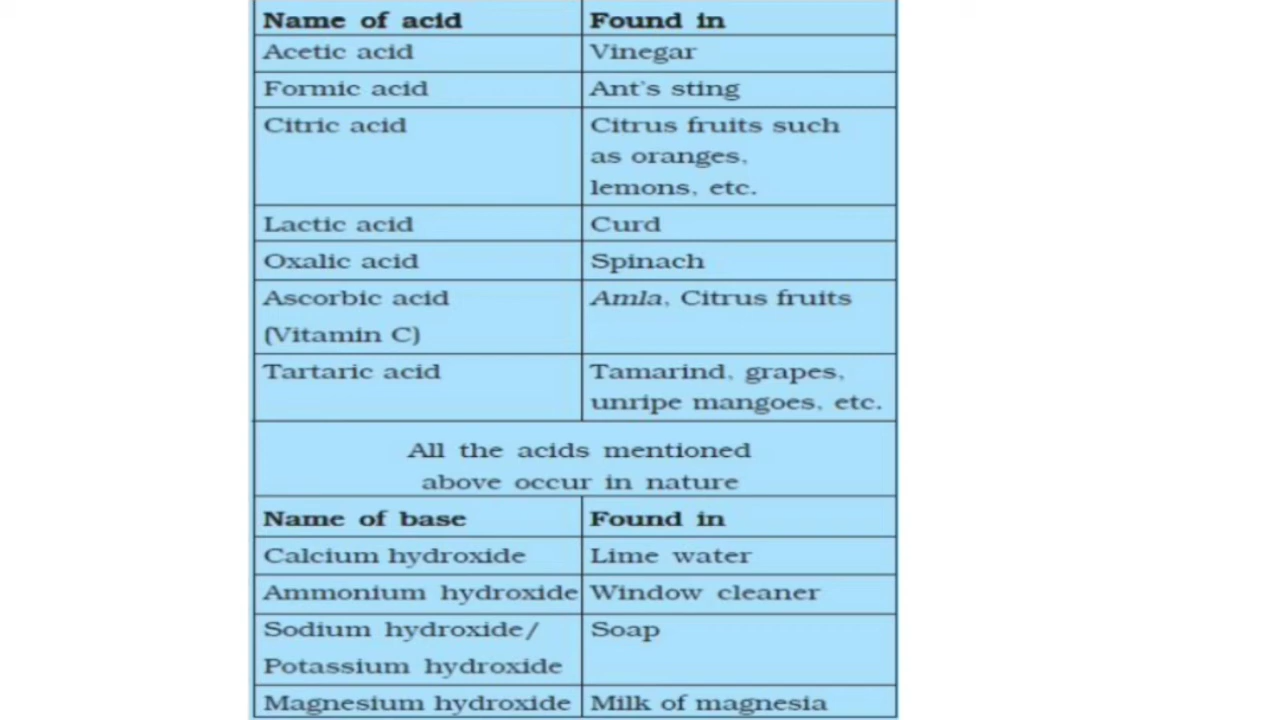 Name of acid Found in
Acetic acid Vinegar
Formic acid Ant's sting
Citric acid Citrus fruits such
as oranges,
lemons, etc.
Lactic acid Curd
Oxalic acid Spinach
Ascorbic acid Amla, Citrus fruits
(Vitamin C)
Tartaric acid Tamarind, grapes,
unripe mangoes, etc.
All the acids mentioned
above occur in nature
Name of base Found in
Calcium hydroxide Lime water
Ammonium hydroxide Window cleaner
Sodium hydroxide/ Soap
Potassium hydroxide
Magnesium hydroxide Milk of magnesia